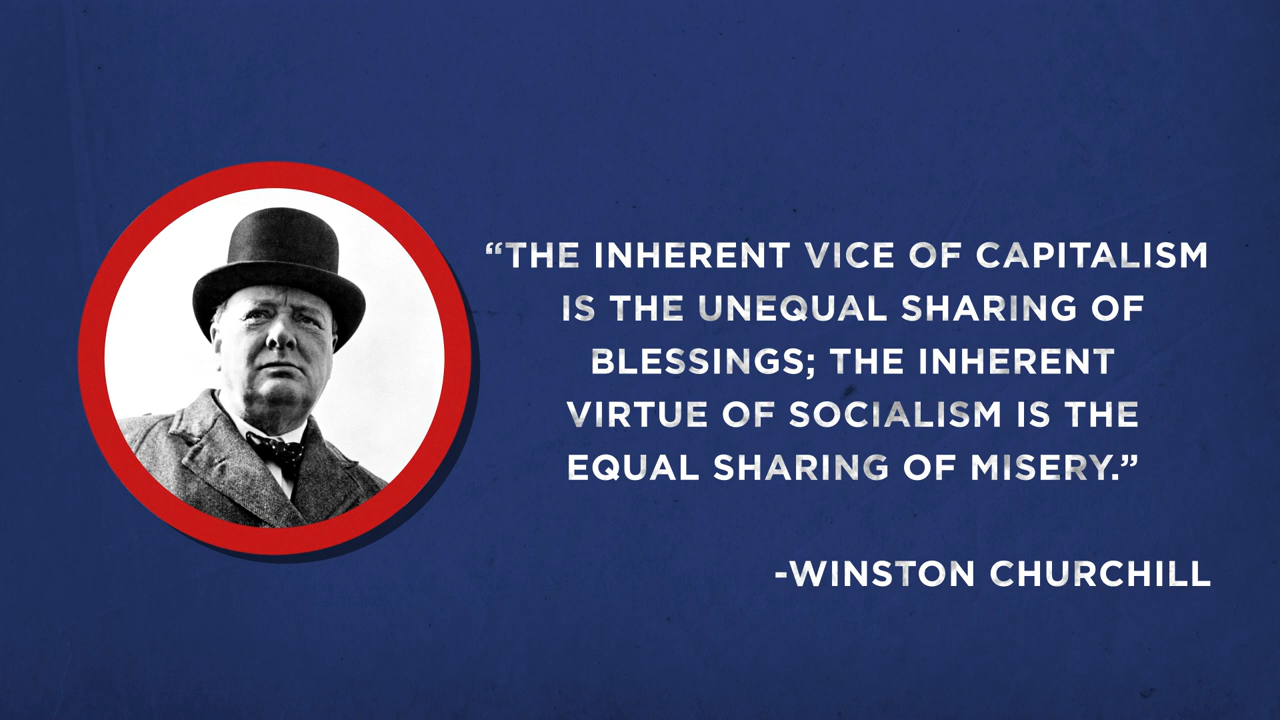 “THE INHERENT VICE OF CAPITALISM
IS THE UNEQUAL SHARING OF
BLESSINGS; THE INHERENT
VIRTUE OF SOCIALISM IS THE
EQUAL SHARING OF MISERY.”
-WINSTON CHURCHILL